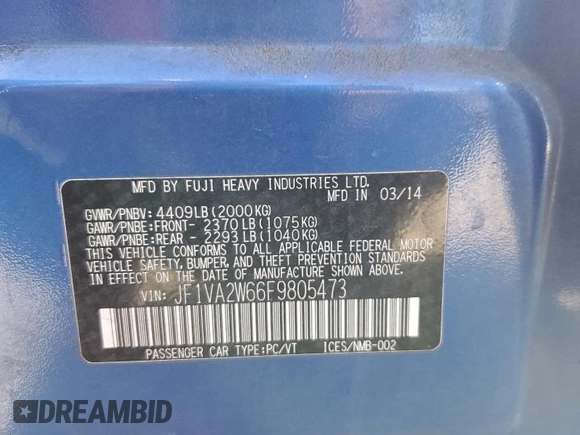 MFD BY FUJI HEAVY INDUSTRIES LTD.
MFD IN 03/14
GVWR/PNBV: 4409LB(2000KG)
GAWR/PNBE:FRONT- 2370LB(1075KG)
GAWR/PNBE:REAR - 2293LB(1040KG)
THIS VEHICLE CONFORMS TO ALL APPLICABLE FEDERAL MOTOR
VEHICLE SAFETY, BUMPER, AND THEFT PREVENTION STANDARDS
IN EFFECT ON THE DATE OF MANUFACTURE SHOWN ABOVE.
VIN: JF1VA2W66F9805473
PASSENGER CAR TYPE:PC/VT ICES/NMB-002
DREAMBID